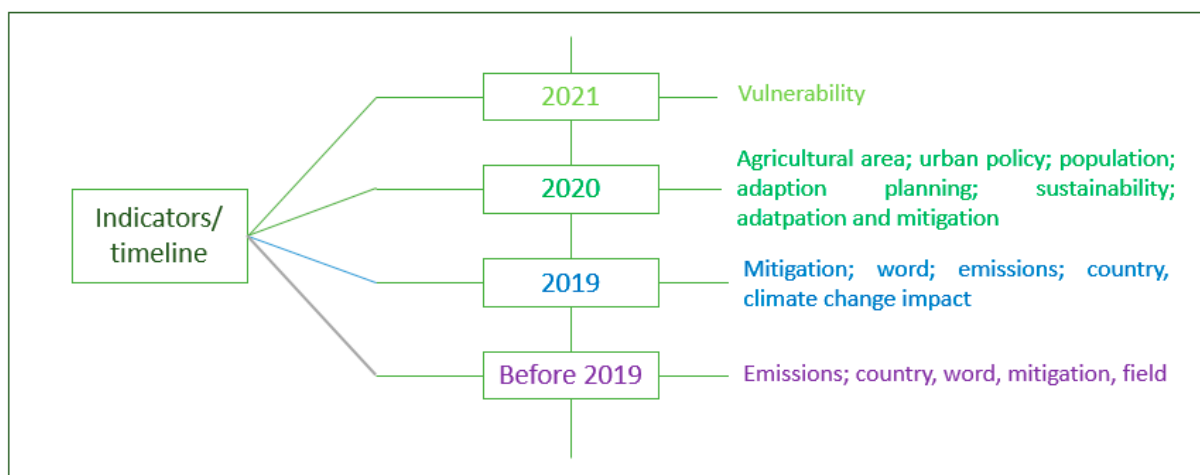 2021
Vulnerability
Agricultural area; urban policy; population;
2020
adaption planning; sustainability;
adatpation and mitigation
Indicators/
timeline
2019
Mitigation; word; emissions; country,
climate change impact
Before 2019
Emissions; country, word, mitigation, field